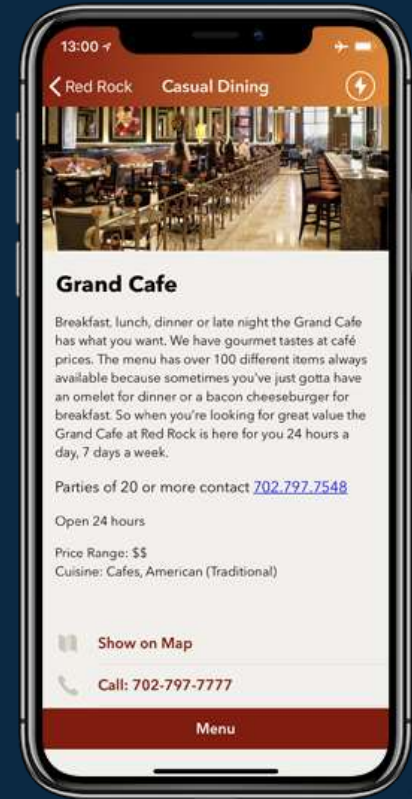 13:00
Red Rock Casual Dining
Grand Cafe
Breakfast, lunch, dinner or late night the Grand Cafe
has what you want. We have gourmet tastes at café
prices. The menu has over 100 different items always
available because sometimes you've just gotta have
an omelet for dinner or a bacon cheeseburger for
breakfast. So when you're looking for great value the
Grand Cafe at Red Rock is here for you 24 hours a
day, 7 days a week.
Parties of 20 or more contact 702.797.7548
Open 24 hours
Price Range: $$
Cuisine: Cafes, American (Traditional)
Show on Map
Call: 702-797-7777
Menu